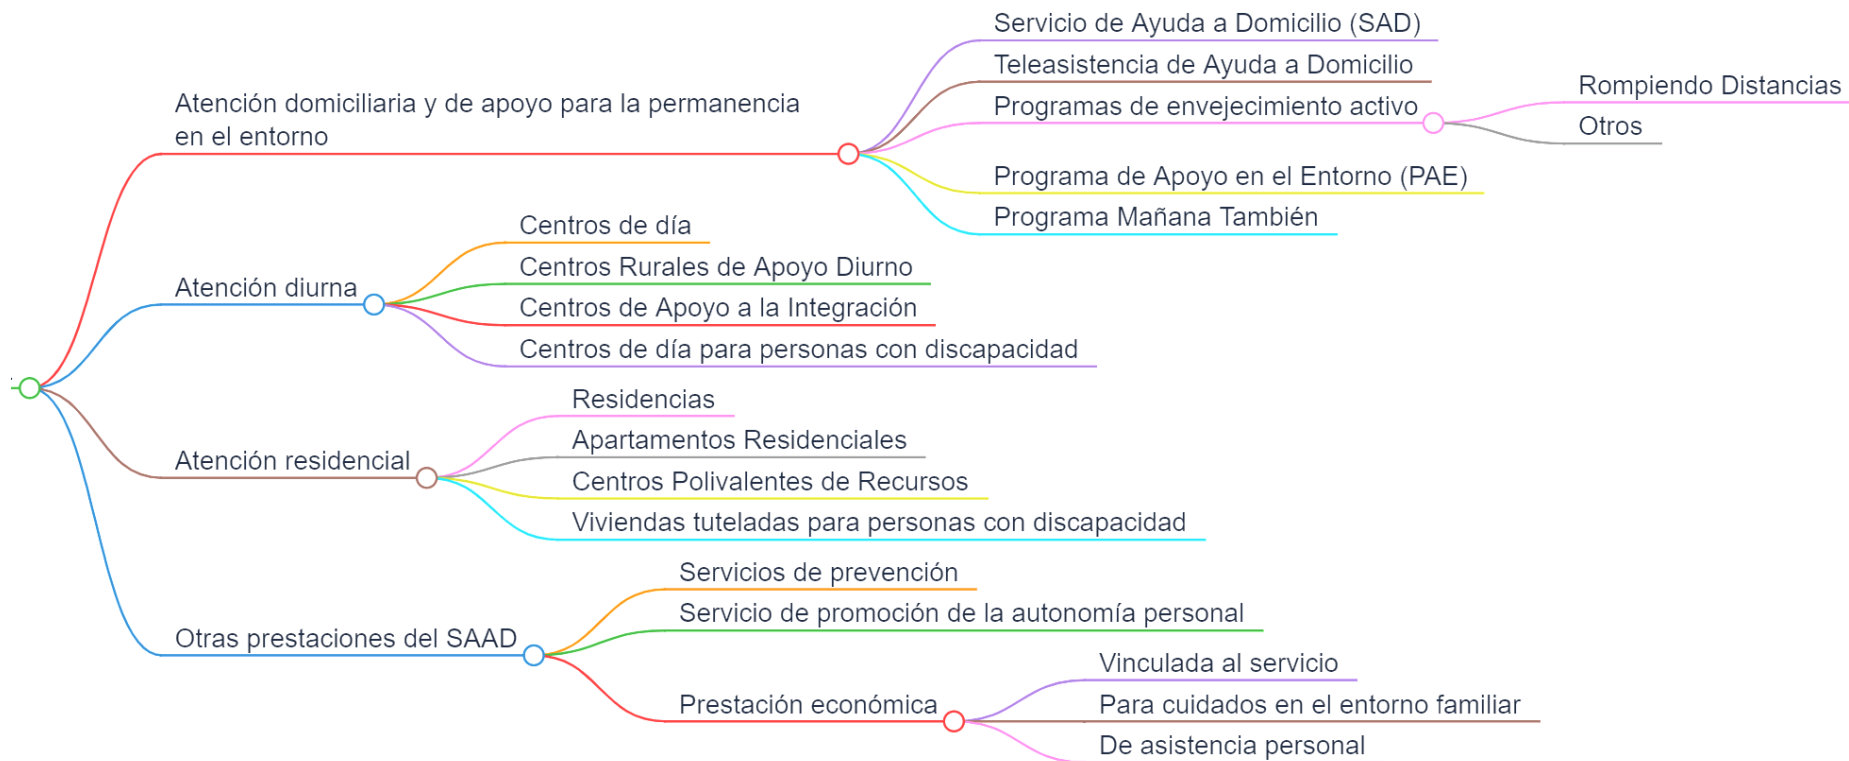 Servicio de Ayuda a Domicilio (SAD)
Teleasistencia de Ayuda a Domicilio
Programas de envejecimiento activo
Rompiendo Distancias
Otros
Atención domiciliaria y de apoyo para la permanencia
en el entorno
Programa de Apoyo en el Entorno (PAE)
Programa Mañana También
Centros de día
Centros Rurales de Apoyo Diurno
Atención diurna
Centros de Apoyo a la Integración
Centros de día para personas con discapacidad
Residencias
Apartamentos Residenciales
Atención residencial
Centros Polivalentes de Recursos
Viviendas tuteladas para personas con discapacidad
Servicios de prevención
Servicio de promoción de la autonomía personal
Otras prestaciones del SAAD
Prestación económica
Vinculada al servicio
Para cuidados en el entorno familiar
De asistencia personal